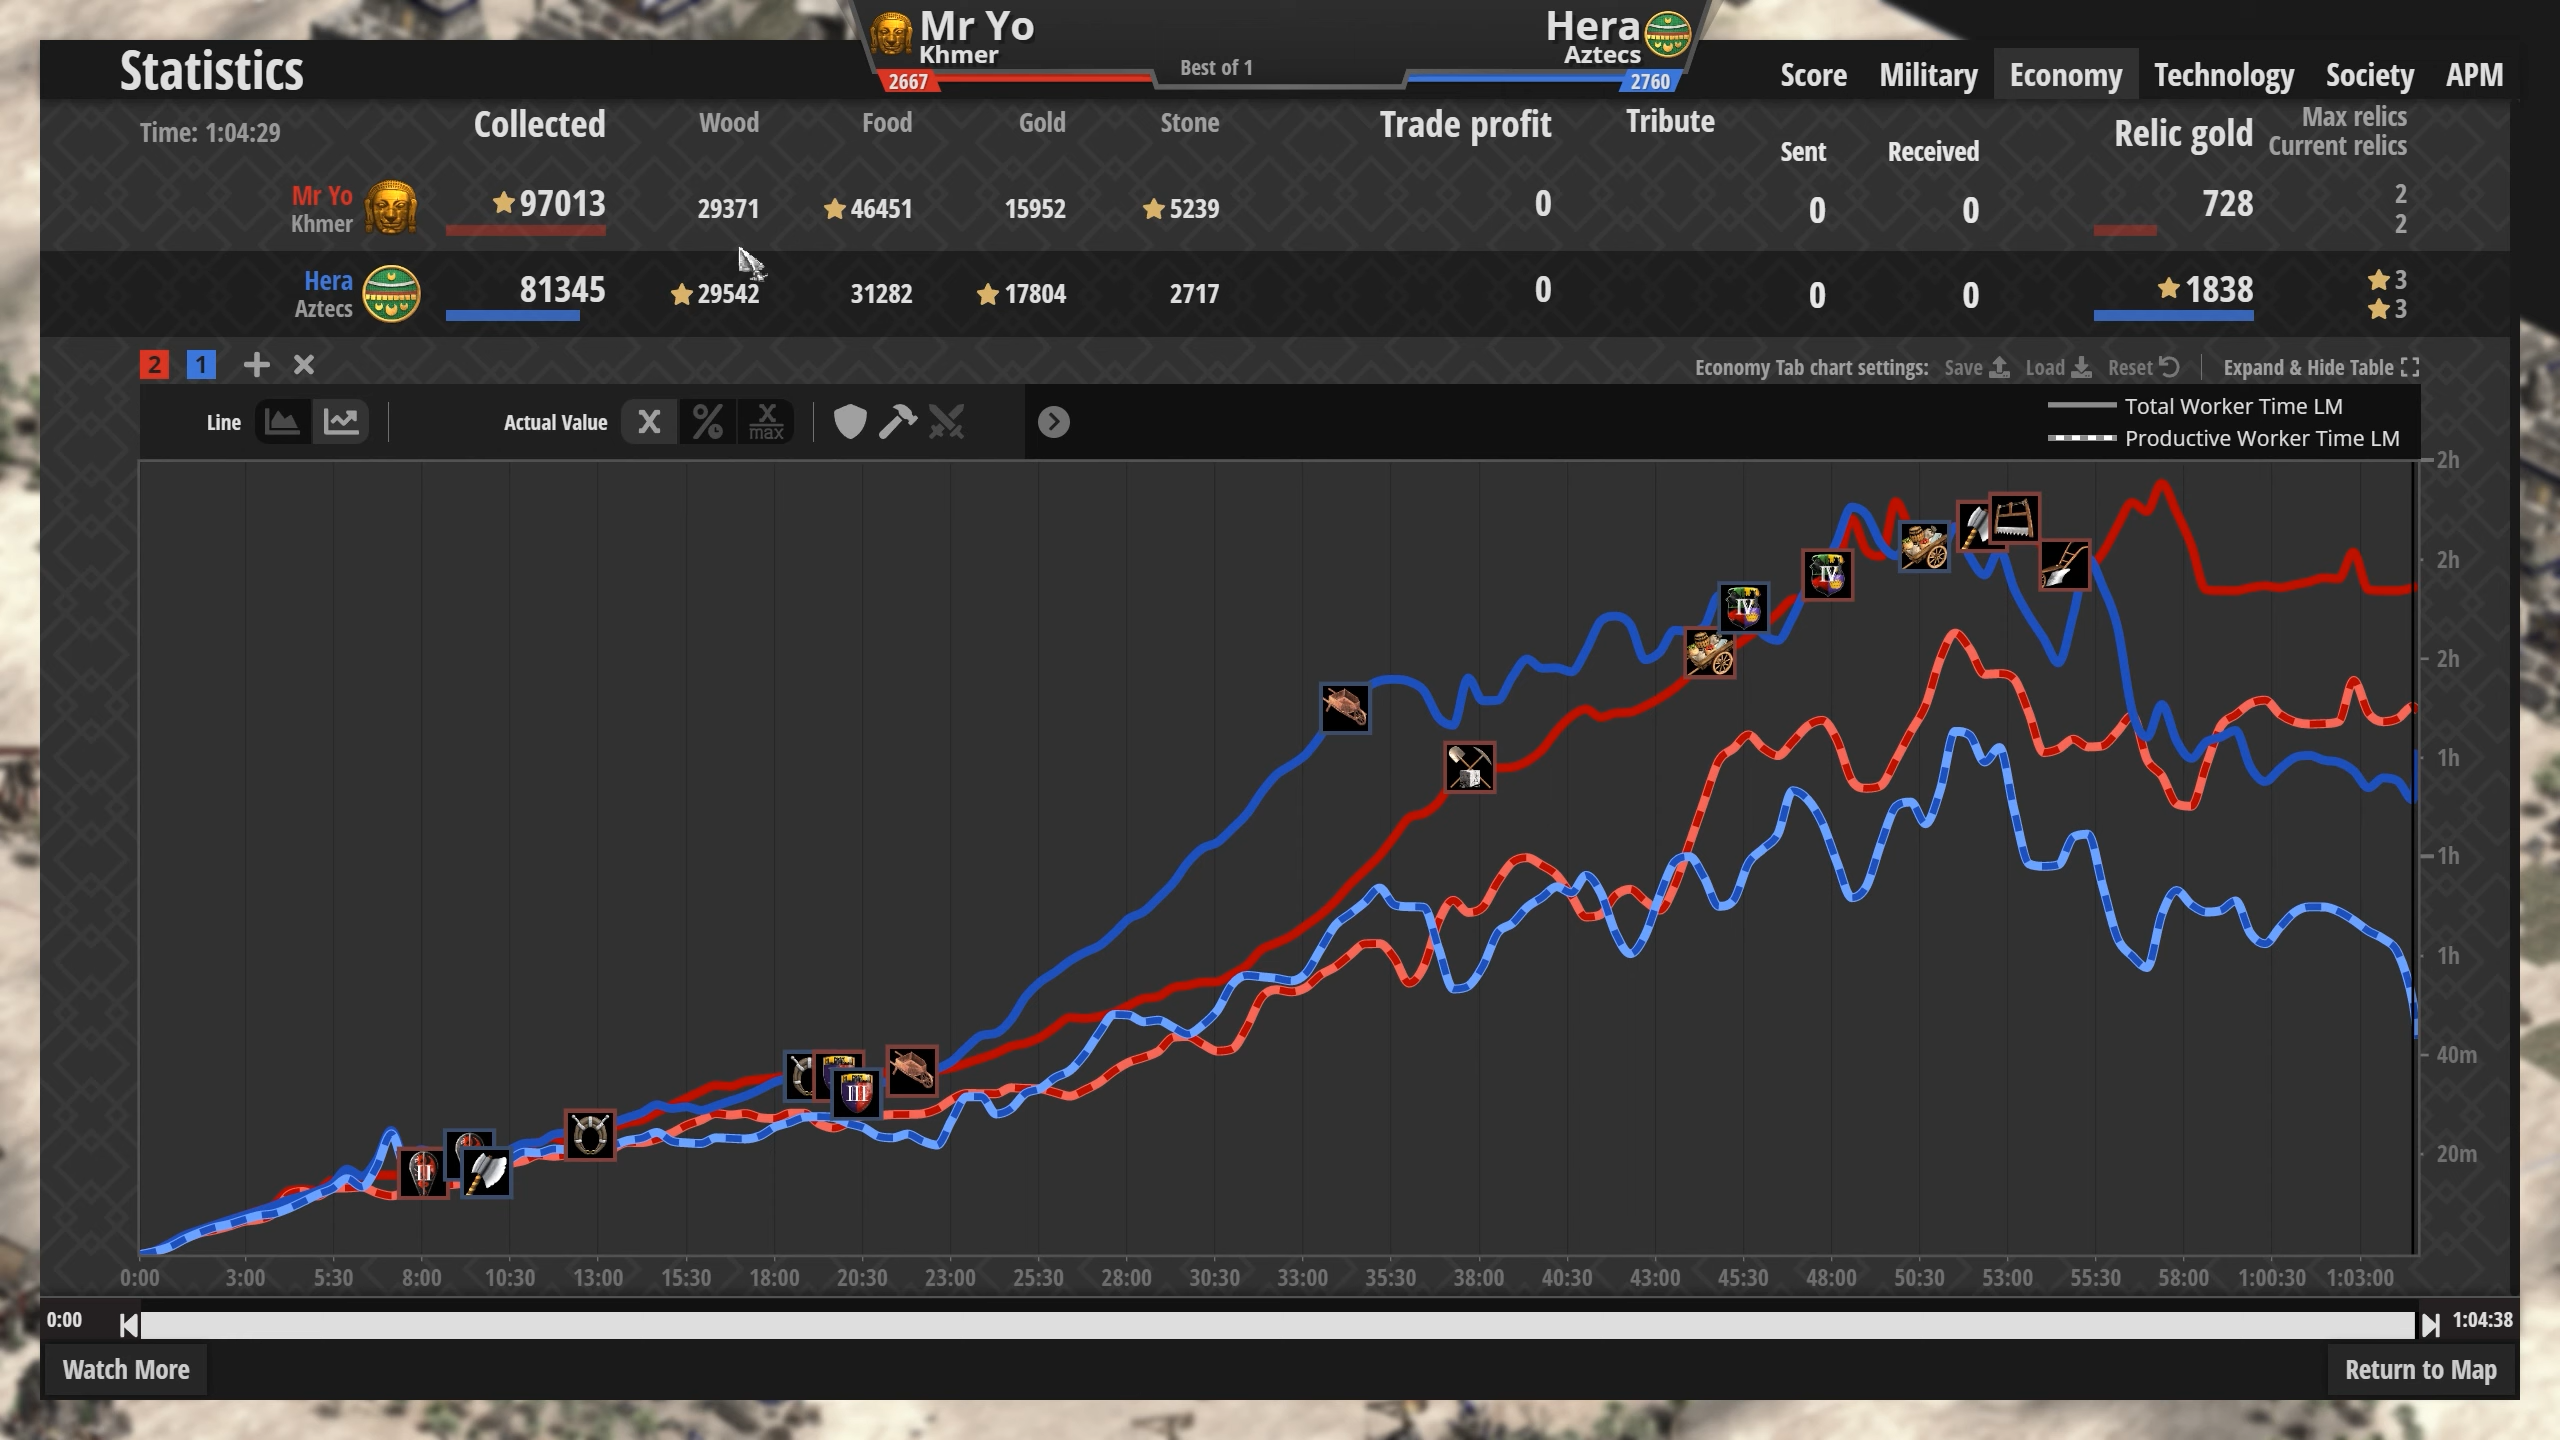 Mr Yo
Khmer
2667
Best of 1
Hera
Aztecs
2760
Statistics
Score Military Economy Technology Society APM
Time: 1:04:29
Collected Wood Food Gold Stone Trade profit Tribute Sent Received Relic gold Max relics
Current relics
Mr Yo
Khmer
97013 29371 46451 15952 5239 0 0 0 728 2
2
Hera
Aztecs
81345 29542 31282 17804 2717 0 0 0 1838 3
3
2 1
Economy Tab chart settings: Save Load Reset Expand & Hide Table
Line Actual Value X % X
max
Total Worker Time LM
Productive Worker Time LM
2h
2h
2h
1h
1h
1h
40m
20m
IV
IV
III
II
0:00 3:00 5:30 8:00 10:30 13:00 15:30 18:00 20:30 23:00 25:30 28:00 30:30 33:00 35:30 38:00 40:30 43:00 45:30 48:00 50:30 53:00 55:30 58:00 1:00:30 1:03:00
0:00 1:04:38
Watch More Return to Map